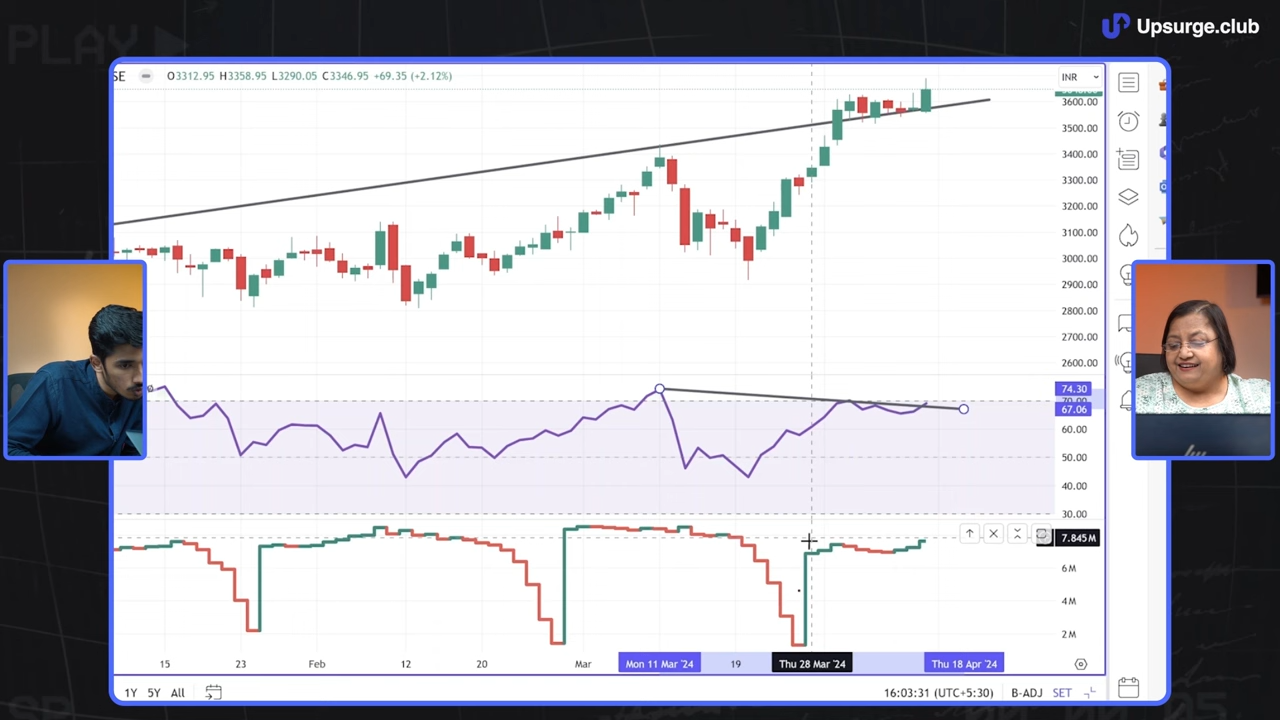 PLAY
Upsurge.club
SE O3312.95 H3358.95 L3290.05 C3346.95 +69.35 (+2.12%)
INR
3600.00
3500.00
3400.00
3300.00
3200.00
3100.00
3000.00
2900.00
2800.00
2700.00
2600.00
74.30
67.06
60.00
50.00
40.00
30.00
7.845M
6 M
4 M
2 M
15 23 Feb 12 20 Mar Mon 11 Mar '24 19 Thu 28 Mar '24 Thu 18 Apr '24
1Y 5Y All 16:03:31 (UTC+5:30) B-ADJ SET